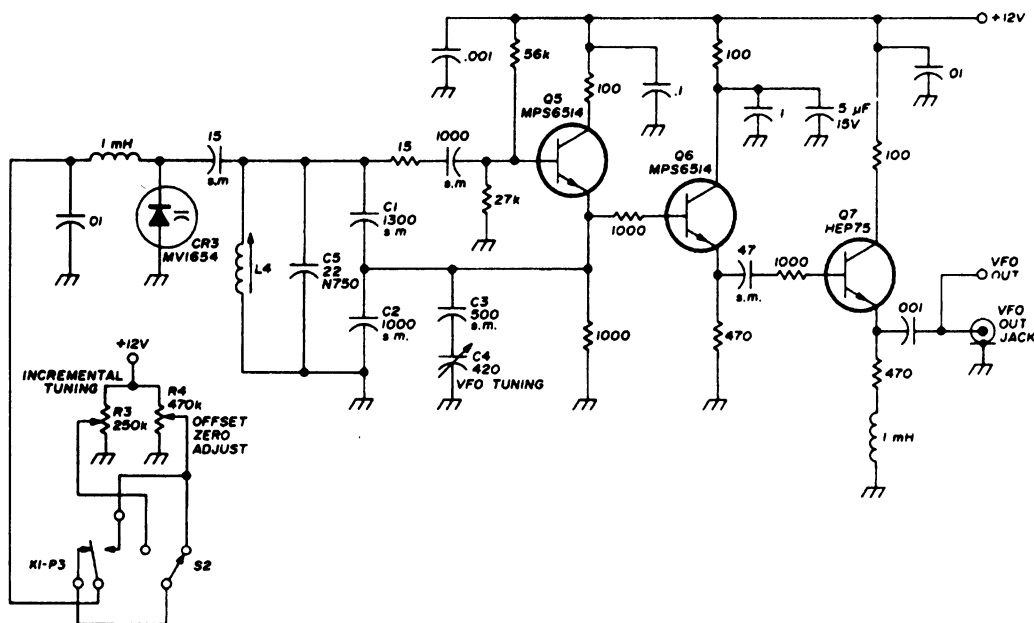 +12V
.001
56k
100
.1
Q5
MPS6514
100
.1
5 µF
15V
.01
100
Q6
MPS6514
1 mH
15
s.m
.01
CR3
MV1654
L4
C5
22
N750
C1
1300
s m
C2
1000
s m.
15
1000
s.m
27k
1000
C3
500
s.m.
C4
420
VFO TUNING
1000
47
s.m.
1000
470
Q7
HEP75
001
VFO
OUT
VFO
OUT
JACK
470
1 mH
+12V
INCREMENTAL
TUNING
R3
250k
R4
470k
OFFSET
ZERO
ADJUST
K1-P3
S2